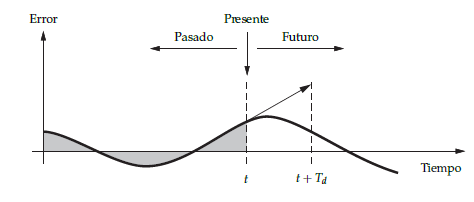 Error
Presente
Pasado
Futuro
Tiempo
t
t + T_d